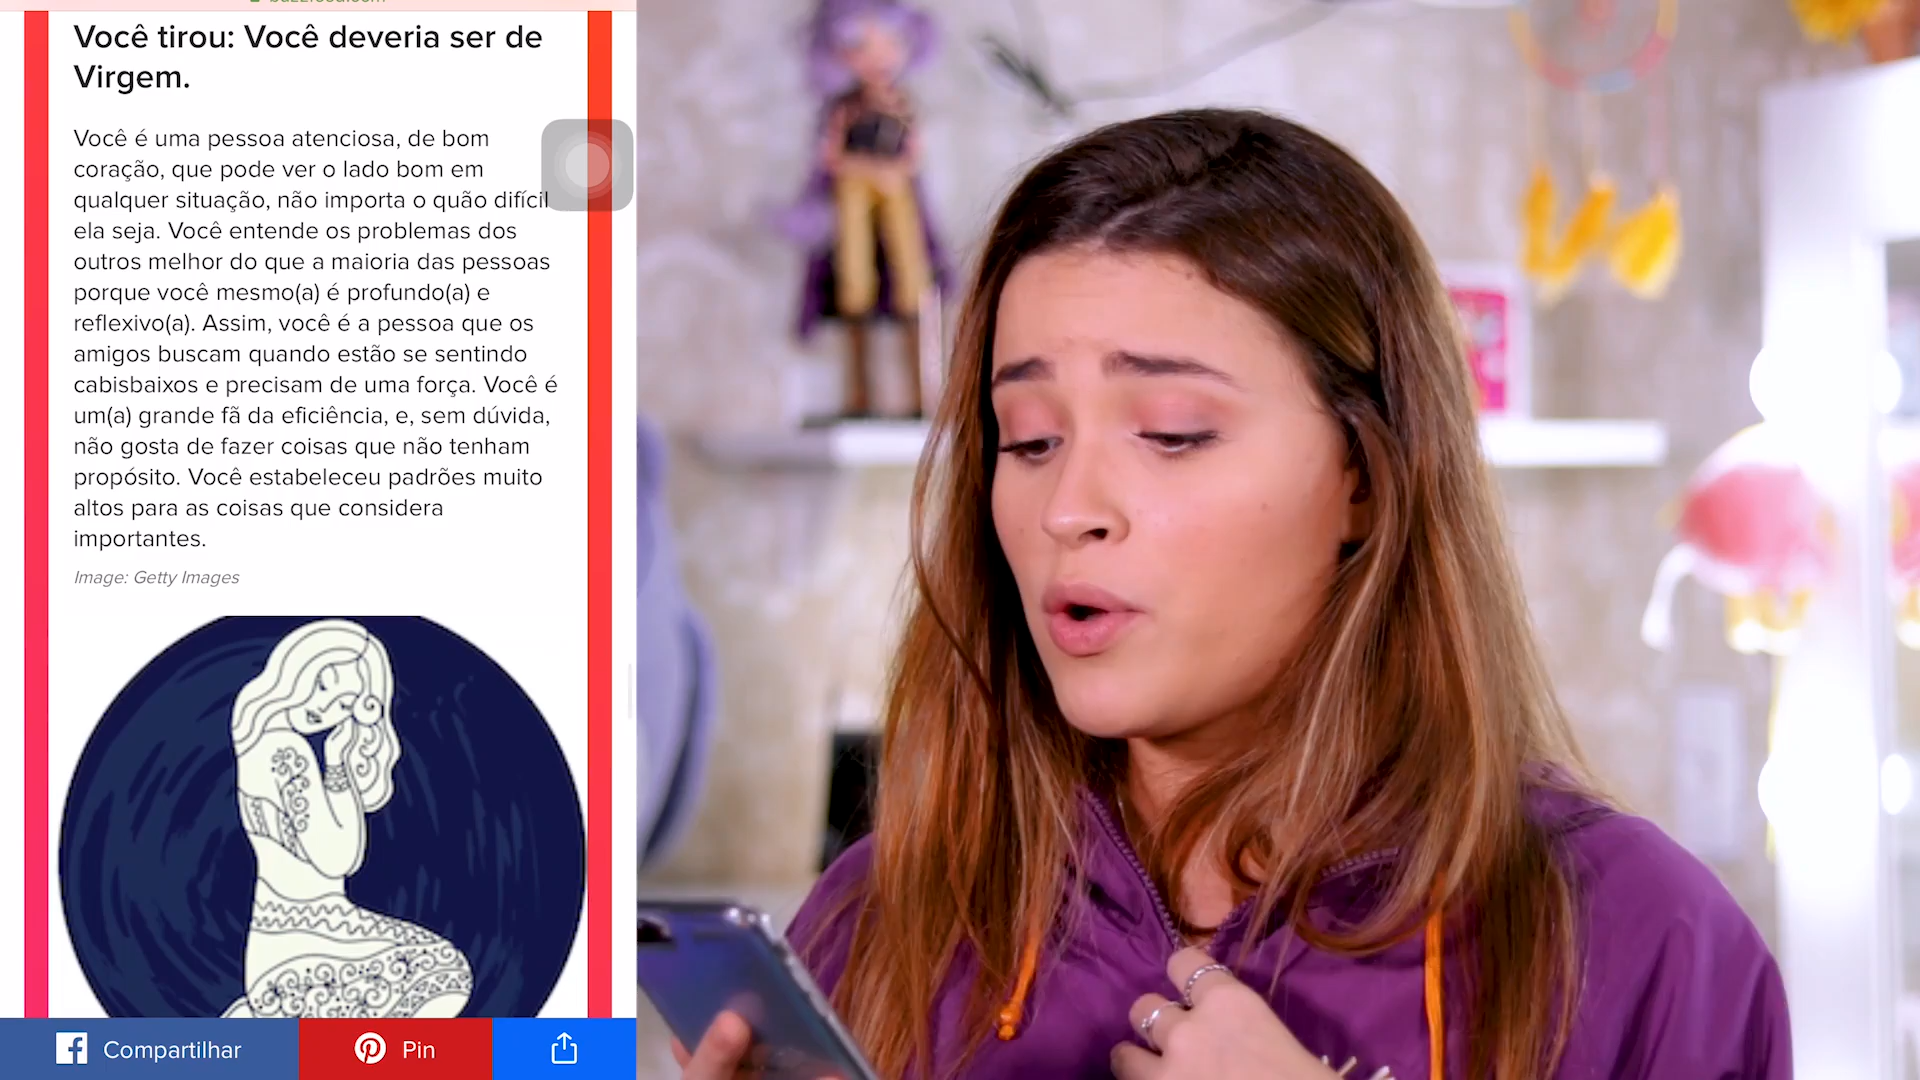 Você tirou: Você deveria ser de
Virgem.
Você é uma pessoa atenciosa, de bom
coração, que pode ver o lado bom em
qualquer situação, não importa o quão difícil
ela seja. Você entende os problemas dos
outros melhor do que a maioria das pessoas
porque você mesmo(a) é profundo(a) e
reflexivo(a). Assim, você é a pessoa que os
amigos buscam quando estão se sentindo
cabisbaixos e precisam de uma força. Você é
um(a) grande fã da eficiência, e, sem dúvida,
não gosta de fazer coisas que não tenham
propósito. Você estabeleceu padrões muito
altos para as coisas que considera
importantes.
Image: Getty Images
Compartilhar
Pin